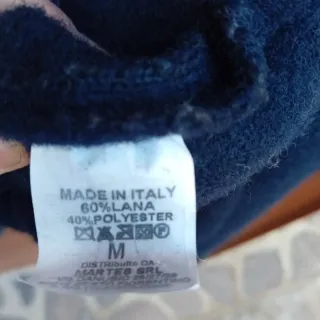 MADE IN ITALY
60%LANA
40%POLYESTER
M
DISTRIBUITO DA
MARTES SRL